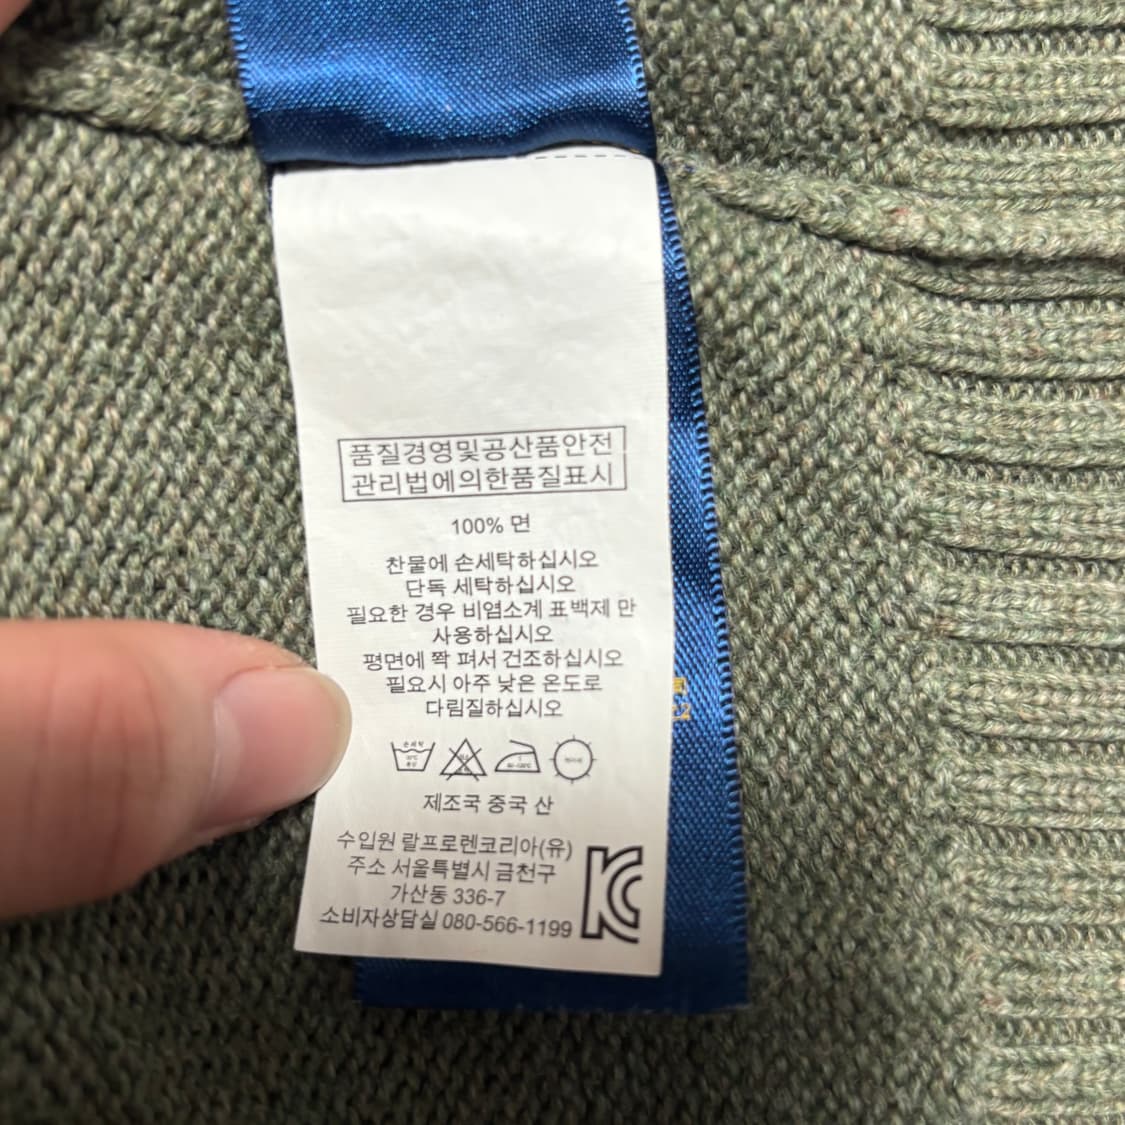 품질경영및공산품안전
관리법에의한품질표시
100% 면
찬물에 손세탁하십시오
단독 세탁하십시오
필요한 경우 비염소계 표백제 만
사용하십시오
평면에 쫙 펴서 건조하십시오
필요시 아주 낮은 온도로
다림질하십시오
제조국 중국 산
수입원 랄프로렌코리아(유)
주소 서울특별시 금천구
가산동 336-7
소비자상담실 080-566-1199